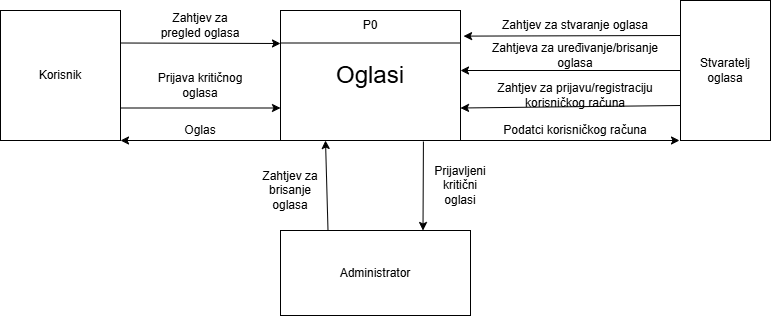 Korisnik
Zahtjev za
pregled oglasa
Prijava kritičnog
oglasa
Oglas
P0
Oglasi
Zahtjev za stvaranje oglasa
Zahtjeva za uređivanje/brisanje
oglasa
Zahtjev za prijavu/registraciju
korisničkog računa
Podatci korisničkog računa
Stvaratelj
oglasa
Zahtjev za
brisanje
oglasa
Prijavljeni
kritični
oglasi
Administrator